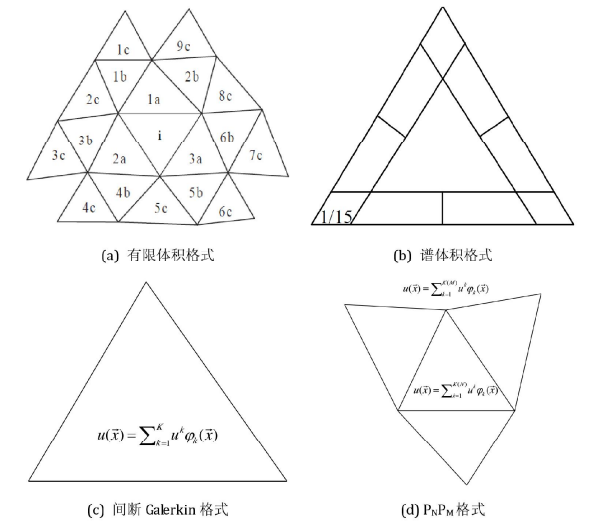 1c
9c
1b
2b
2c
1a
8c
i
3b
6b
3c
2a
3a
7c
4b
5b
4c
5c
6c
(a) 有限体积格式
1/15
(b) 谱体积格式
u(x⃗)=∑_{k=1}^{K} u^k φ_k(x⃗)
(c) 间断 Galerkin 格式
u(x⃗)=∑_{k=1}^{K(M)} u^k φ_k(x⃗)
u(x⃗)=∑_{k=1}^{K(N)} u^k φ_k(x⃗)
(d) P_NP_M 格式